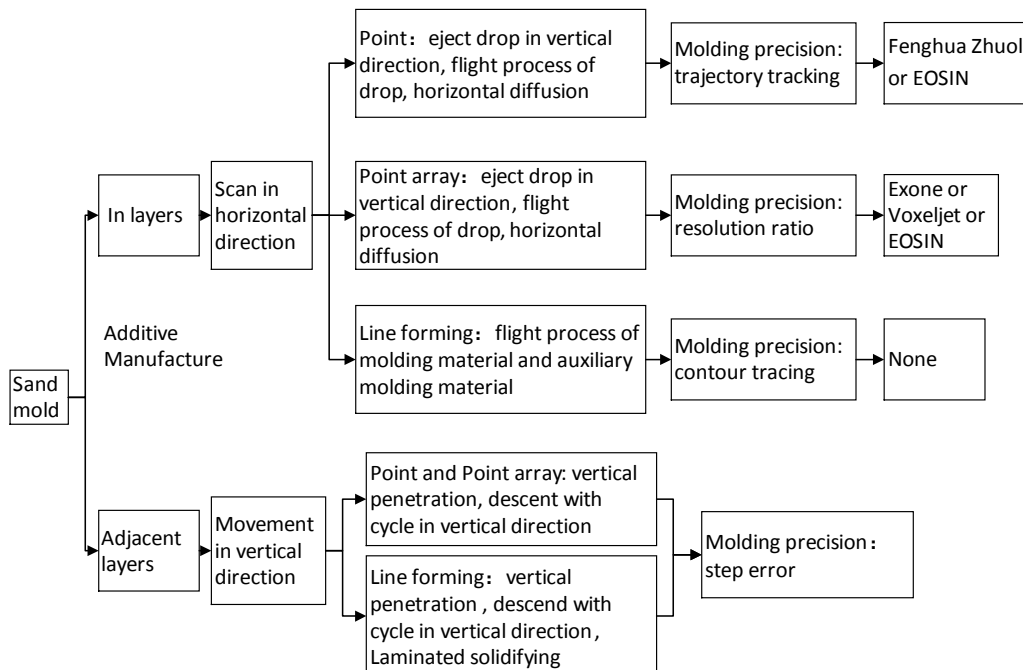 Sand
mold
Additive
Manufacture
In layers
Scan in
horizontal
direction
Point：eject drop in vertical
direction, flight process of
drop, horizontal diffusion
Molding precision:
trajectory tracking
Fenghua Zhuol
or EOSIN
Point array：eject drop in
vertical direction, flight
process of drop, horizontal
diffusion
Molding precision:
resolution ratio
Exone or
Voxeljet or
EOSIN
Line forming：flight process of
molding material and auxiliary
molding material
Molding precision:
contour tracing
None
Adjacent
layers
Movement
in vertical
direction
Point and Point array: vertical
penetration, descent with
cycle in vertical direction
Line forming：vertical
penetration , descend with
cycle in vertical direction ,
Laminated solidifying
Molding precision：
step error